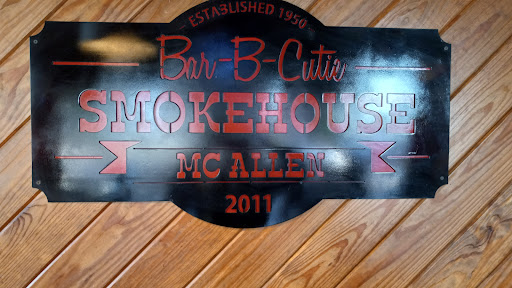 ESTABLISHED 1950
Bar-B-Cutie
SMOKEHOUSE
MC ALLEN
2011